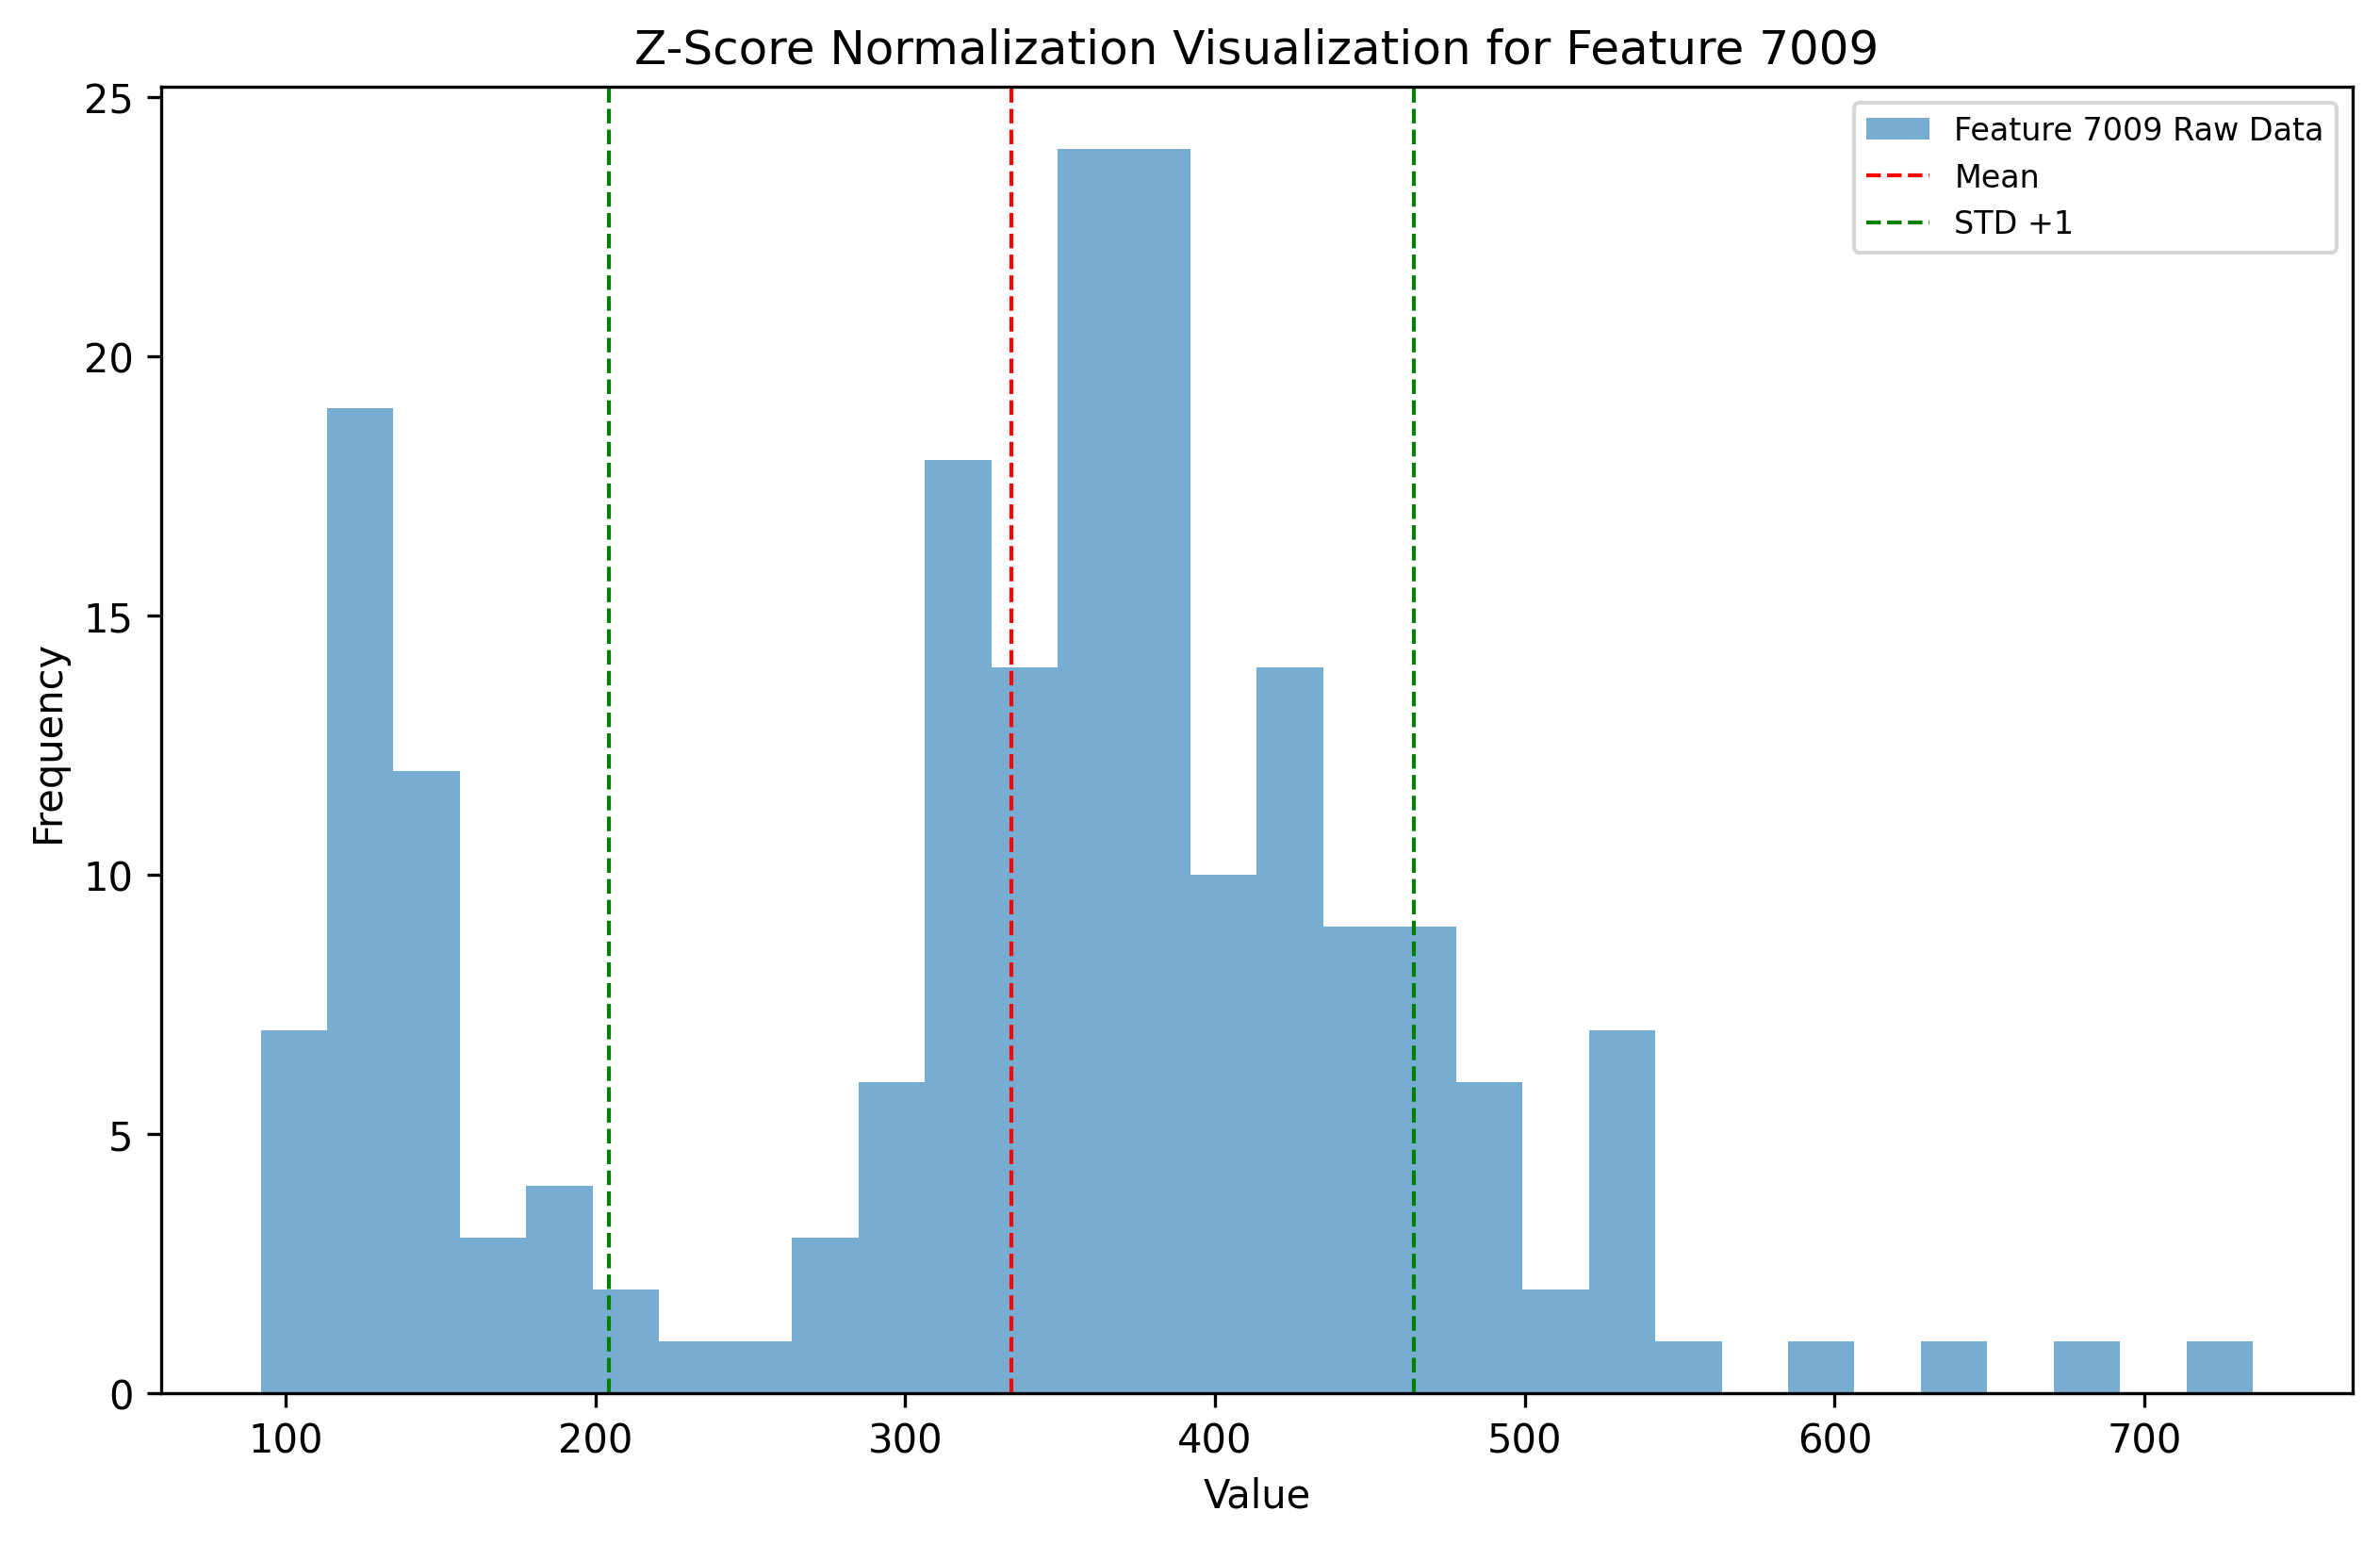 Z-Score Normalization Visualization for Feature 7009
Feature 7009 Raw Data
Mean
STD +1
25
20
15
10
5
0
Frequency
100 200 300 400 500 600 700
Value